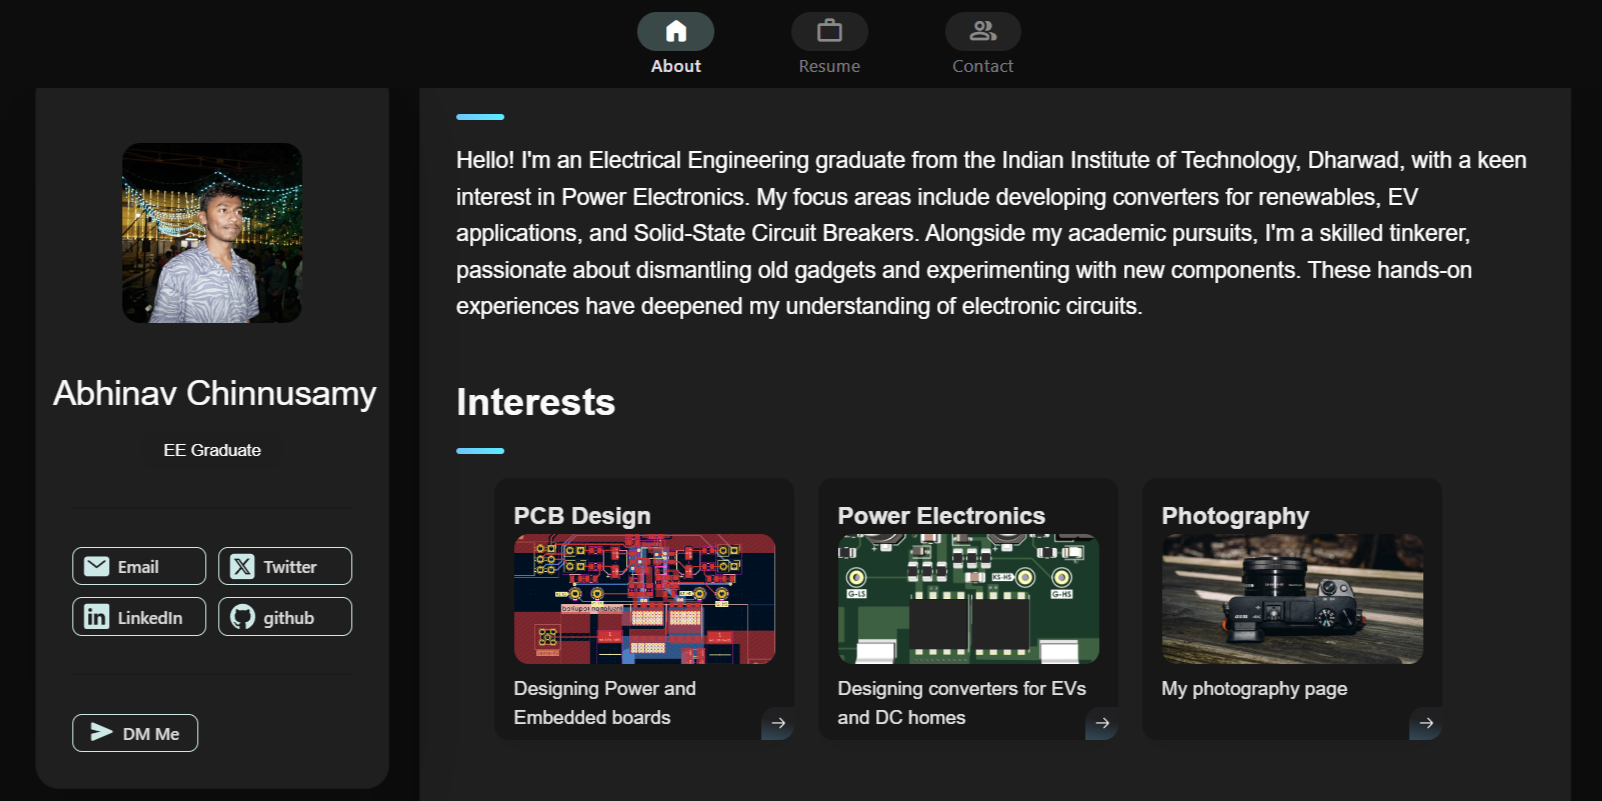 About
Resume
Contact
Abhinav Chinnusamy
EE Graduate
Email
Twitter
LinkedIn
github
DM Me
Hello! I'm an Electrical Engineering graduate from the Indian Institute of Technology, Dharwad, with a keen
interest in Power Electronics. My focus areas include developing converters for renewables, EV
applications, and Solid-State Circuit Breakers. Alongside my academic pursuits, I'm a skilled tinkerer,
passionate about dismantling old gadgets and experimenting with new components. These hands-on
experiences have deepened my understanding of electronic circuits.
Interests
PCB Design
Designing Power and
Embedded boards
Power Electronics
KS-HS
G-LS
G-HS
Designing converters for EVs
and DC homes
Photography
My photography page